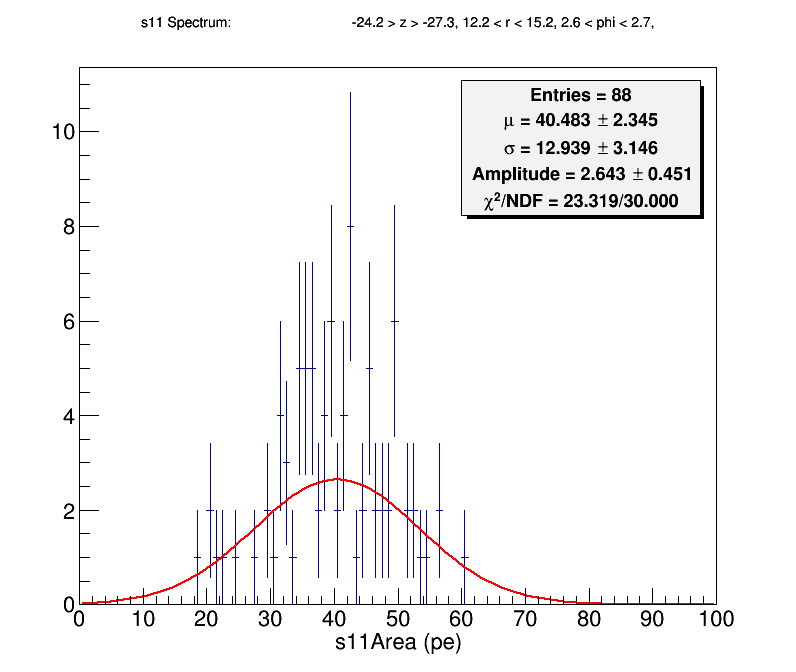 s11 Spectrum: -24.2 > z > -27.3, 12.2 < r < 15.2, 2.6 < phi < 2.7,
Entries = 88
μ = 40.483 ± 2.345
σ = 12.939 ± 3.146
Amplitude = 2.643 ± 0.451
χ²/NDF = 23.319/30.000
10
8
6
4
2
0
0 10 20 30 40 50 60 70 80 90 100
s11Area (pe)